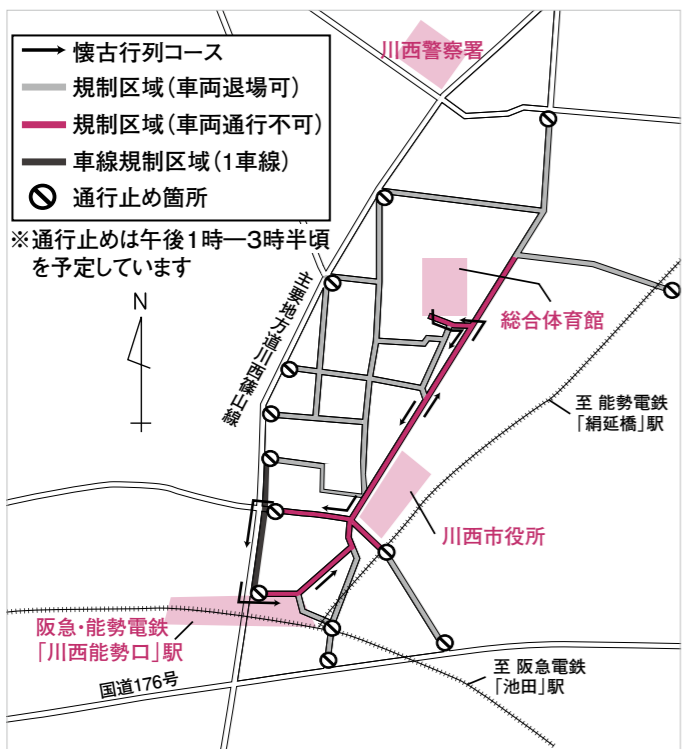 懐古行列コース
規制区域(車両退場可)
規制区域(車両通行不可)
車線規制区域(1車線)
通行止め箇所
※通行止めは午後1時―3時半頃
を予定しています
川西警察署
N
主要地方道川西篠山線
総合体育館
至 能勢電鉄
「絹延橋」駅
川西市役所
阪急・能勢電鉄
「川西能勢口」駅
国道176号
至 阪急電鉄
「池田」駅